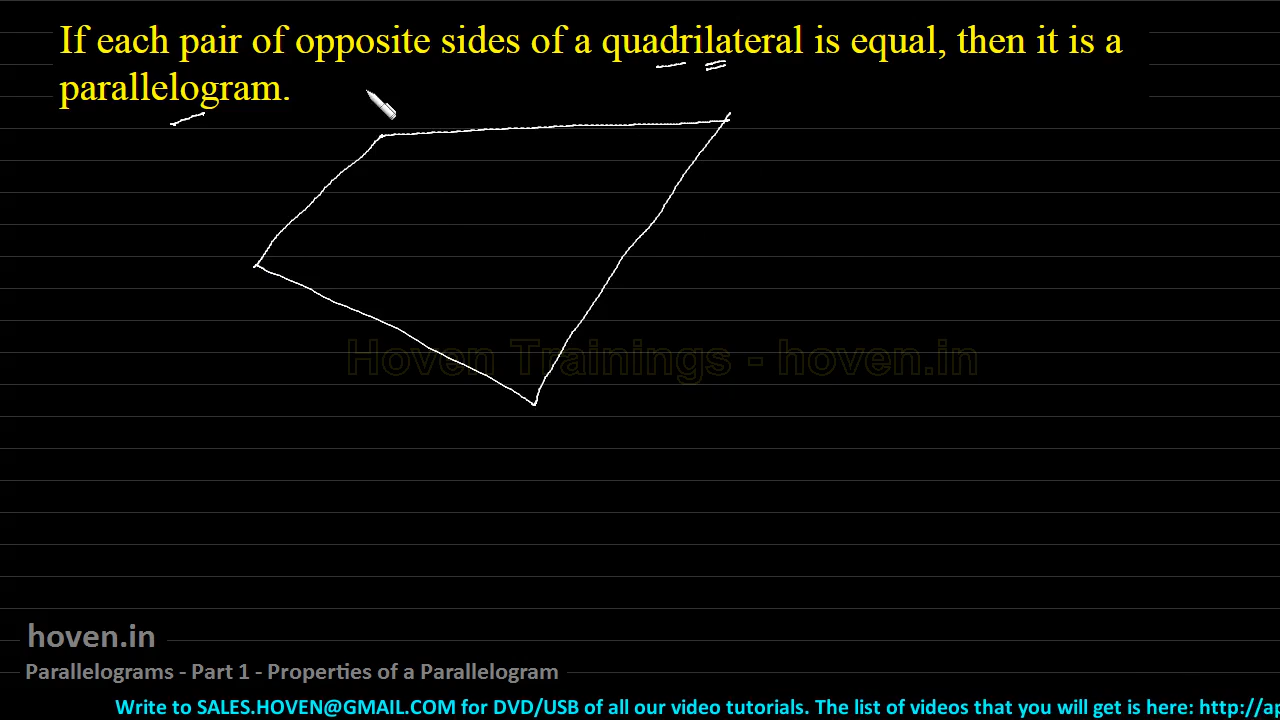 If each pair of opposite sides of a quadrilateral is equal, then it is a
parallelogram.
Hoven Trainings - hoven.in
hoven.in
Parallelograms - Part 1 - Properties of a Parallelogram
Write to SALES.HOVEN@GMAIL.COM for DVD/USB of all our video tutorials. The list of videos that you will get is here: http://ap